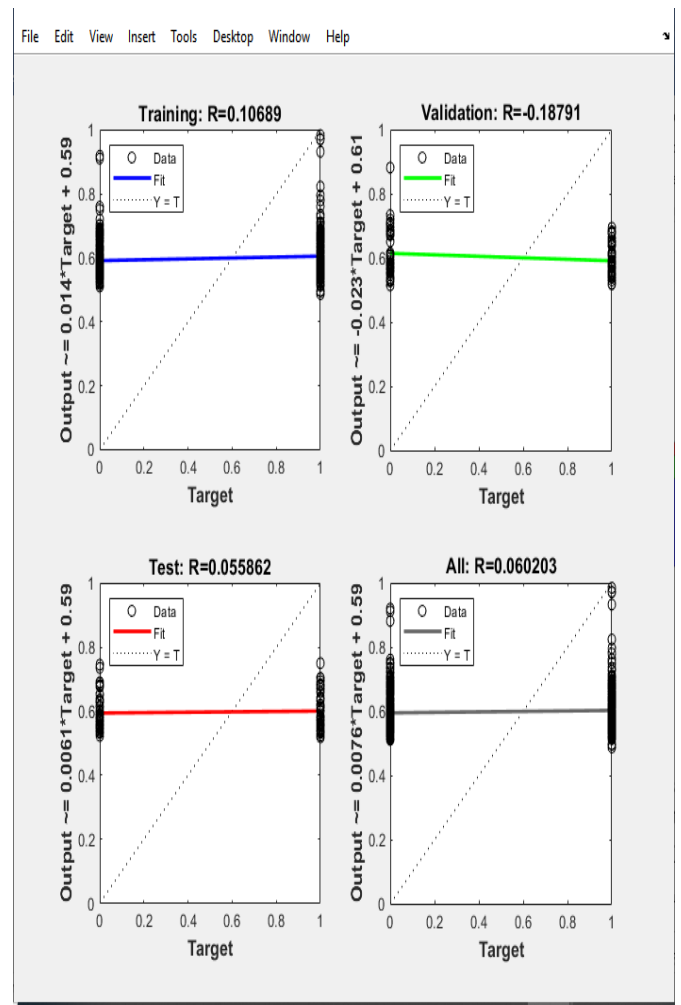 File Edit View Insert Tools Desktop Window Help
Training: R=0.10689
Output ~= 0.014*Target + 0.59
1
0.8
0.6
0.4
0.2
0
Data
Fit
Y = T
0 0.2 0.4 0.6 0.8 1
Target
Validation: R=-0.18791
Output ~= -0.023*Target + 0.61
1
0.8
0.6
0.4
0.2
0
Data
Fit
Y = T
0 0.2 0.4 0.6 0.8 1
Target
Test: R=0.055862
Output ~= 0.0061*Target + 0.59
1
0.8
0.6
0.4
0.2
0
Data
Fit
Y = T
0 0.2 0.4 0.6 0.8 1
Target
All: R=0.060203
Output ~= 0.0076*Target + 0.59
1
0.8
0.6
0.4
0.2
0
Data
Fit
Y = T
0 0.2 0.4 0.6 0.8 1
Target